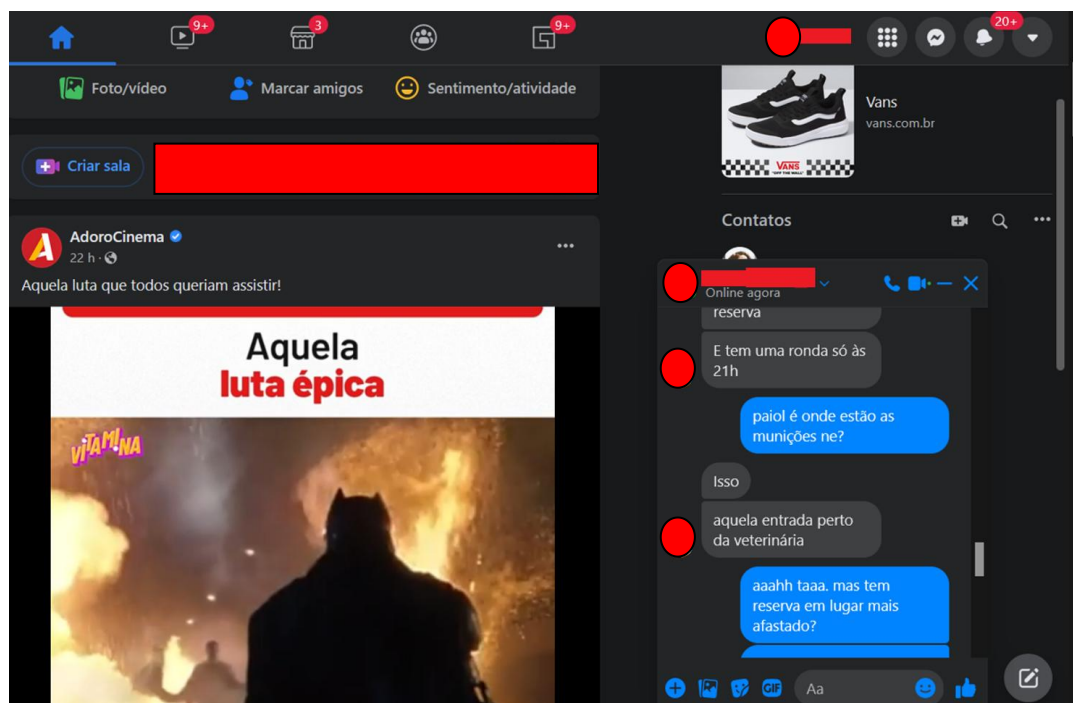 9+
3
9+
20+
Foto/vídeo
Marcar amigos
Sentimento/atividade
Criar sala
AdoroCinema
22 h ·
Aquela luta que todos queriam assistir!
Aquela
luta épica
VITAMINA
Vans
vans.com.br
VANS
"OFF THE WALL"
Contatos
Online agora
reserva
E tem uma ronda só às
21h
paiol é onde estão as
munições ne?
Isso
aquela entrada perto
da veterinária
aaahh taaa. mas tem
reserva em lugar mais
afastado?
GIF
Aa